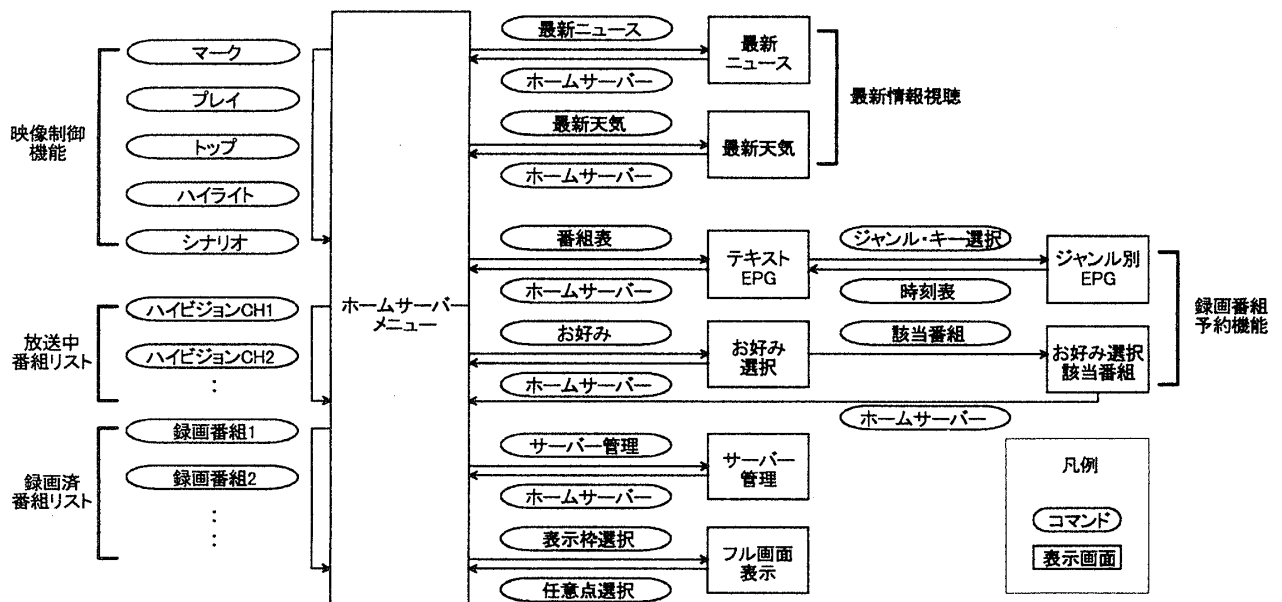 映像制御
機能
マーク
プレイ
トップ
ハイライト
シナリオ
放送中
番組リスト
ハイビジョンCH1
ハイビジョンCH2
:
録画済
番組リスト
録画番組1
録画番組2
:
:
ホームサーバー
メニュー
最新ニュース
ホームサーバー
最新
ニュース
最新天気
ホームサーバー
最新天気
最新情報視聴
番組表
ホームサーバー
テキスト
EPG
ジャンル・キー選択
時刻表
ジャンル別
EPG
お好み
ホームサーバー
お好み
選択
該当番組
お好み選択
該当番組
ホームサーバー
録画番組
予約機能
サーバー管理
ホームサーバー
サーバー
管理
表示枠選択
任意点選択
フル画面
表示
凡例
コマンド
表示画面